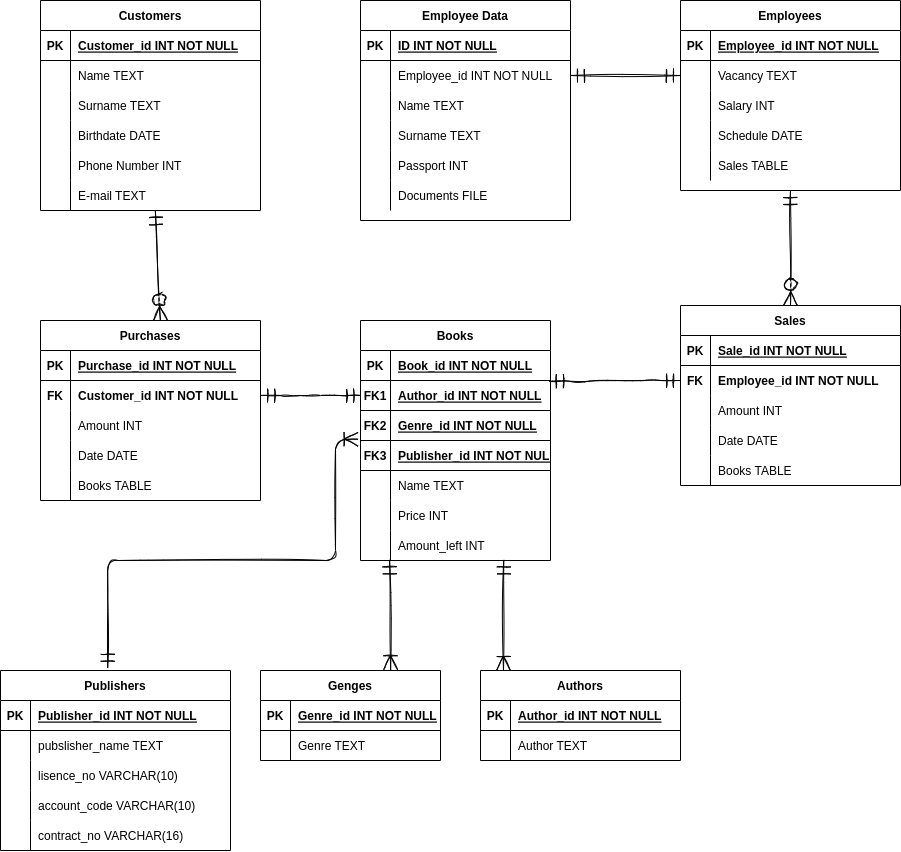 Customers
PK Customer_id INT NOT NULL
Name TEXT
Surname TEXT
Birthdate DATE
Phone Number INT
E-mail TEXT
Employee Data
PK ID INT NOT NULL
Employee_id INT NOT NULL
Name TEXT
Surname TEXT
Passport INT
Documents FILE
Employees
PK Employee_id INT NOT NULL
Vacancy TEXT
Salary INT
Schedule DATE
Sales TABLE
Purchases
PK Purchase_id INT NOT NULL
FK Customer_id INT NOT NULL
Amount INT
Date DATE
Books TABLE
Books
PK Book_id INT NOT NULL
FK1 Author_id INT NOT NULL
FK2 Genre_id INT NOT NULL
FK3 Publisher_id INT NOT NUL
Name TEXT
Price INT
Amount_left INT
Sales
PK Sale_id INT NOT NULL
FK Employee_id INT NOT NULL
Amount INT
Date DATE
Books TABLE
Publishers
PK Publisher_id INT NOT NULL
pubslisher_name TEXT
lisence_no VARCHAR(10)
account_code VARCHAR(10)
contract_no VARCHAR(16)
Genges
PK Genre_id INT NOT NULL
Genre TEXT
Authors
PK Author_id INT NOT NULL
Author TEXT